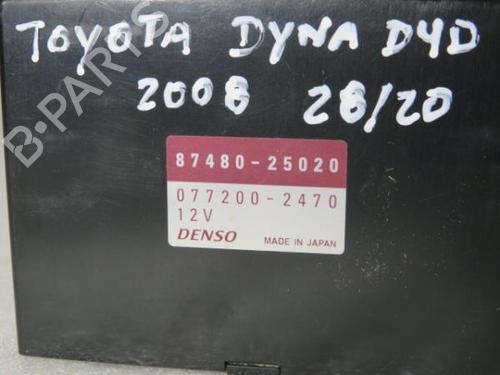 TOYOTA DYNA D4D
2008 28/20
87480-25020
077200-2470
12V
DENSO MADE IN JAPAN
B-PARTS